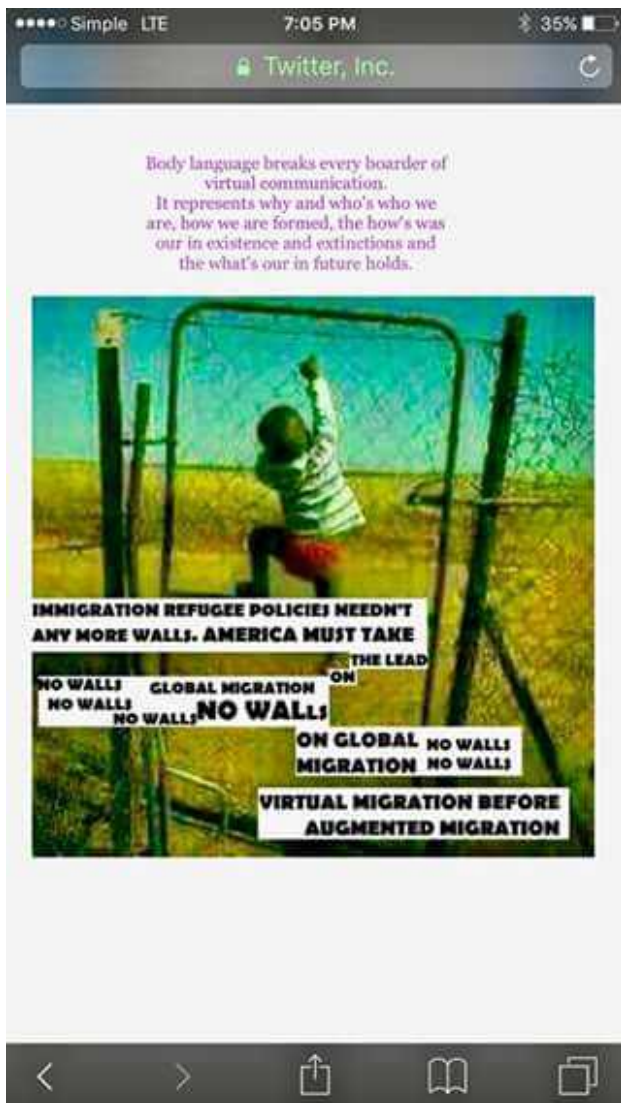 Simple LTE 7:05 PM 35%
Twitter, Inc.
Body language breaks every boarder of
virtual communication.
It represents why and who's who we
are, how we are formed, the how's was
our in existence and extinctions and
the what's our in future holds.
IMMIGRATION REFUGEE POLICIES NEEDN'T
ANY MORE WALLS. AMERICA MUST TAKE
THE LEAD
ON
NO WALLS GLOBAL MIGRATION
NO WALLS
NO WALLS NO WALLs
ON GLOBAL NO WALLS
MIGRATION NO WALLS
VIRTUAL MIGRATION BEFORE
AUGMENTED MIGRATION